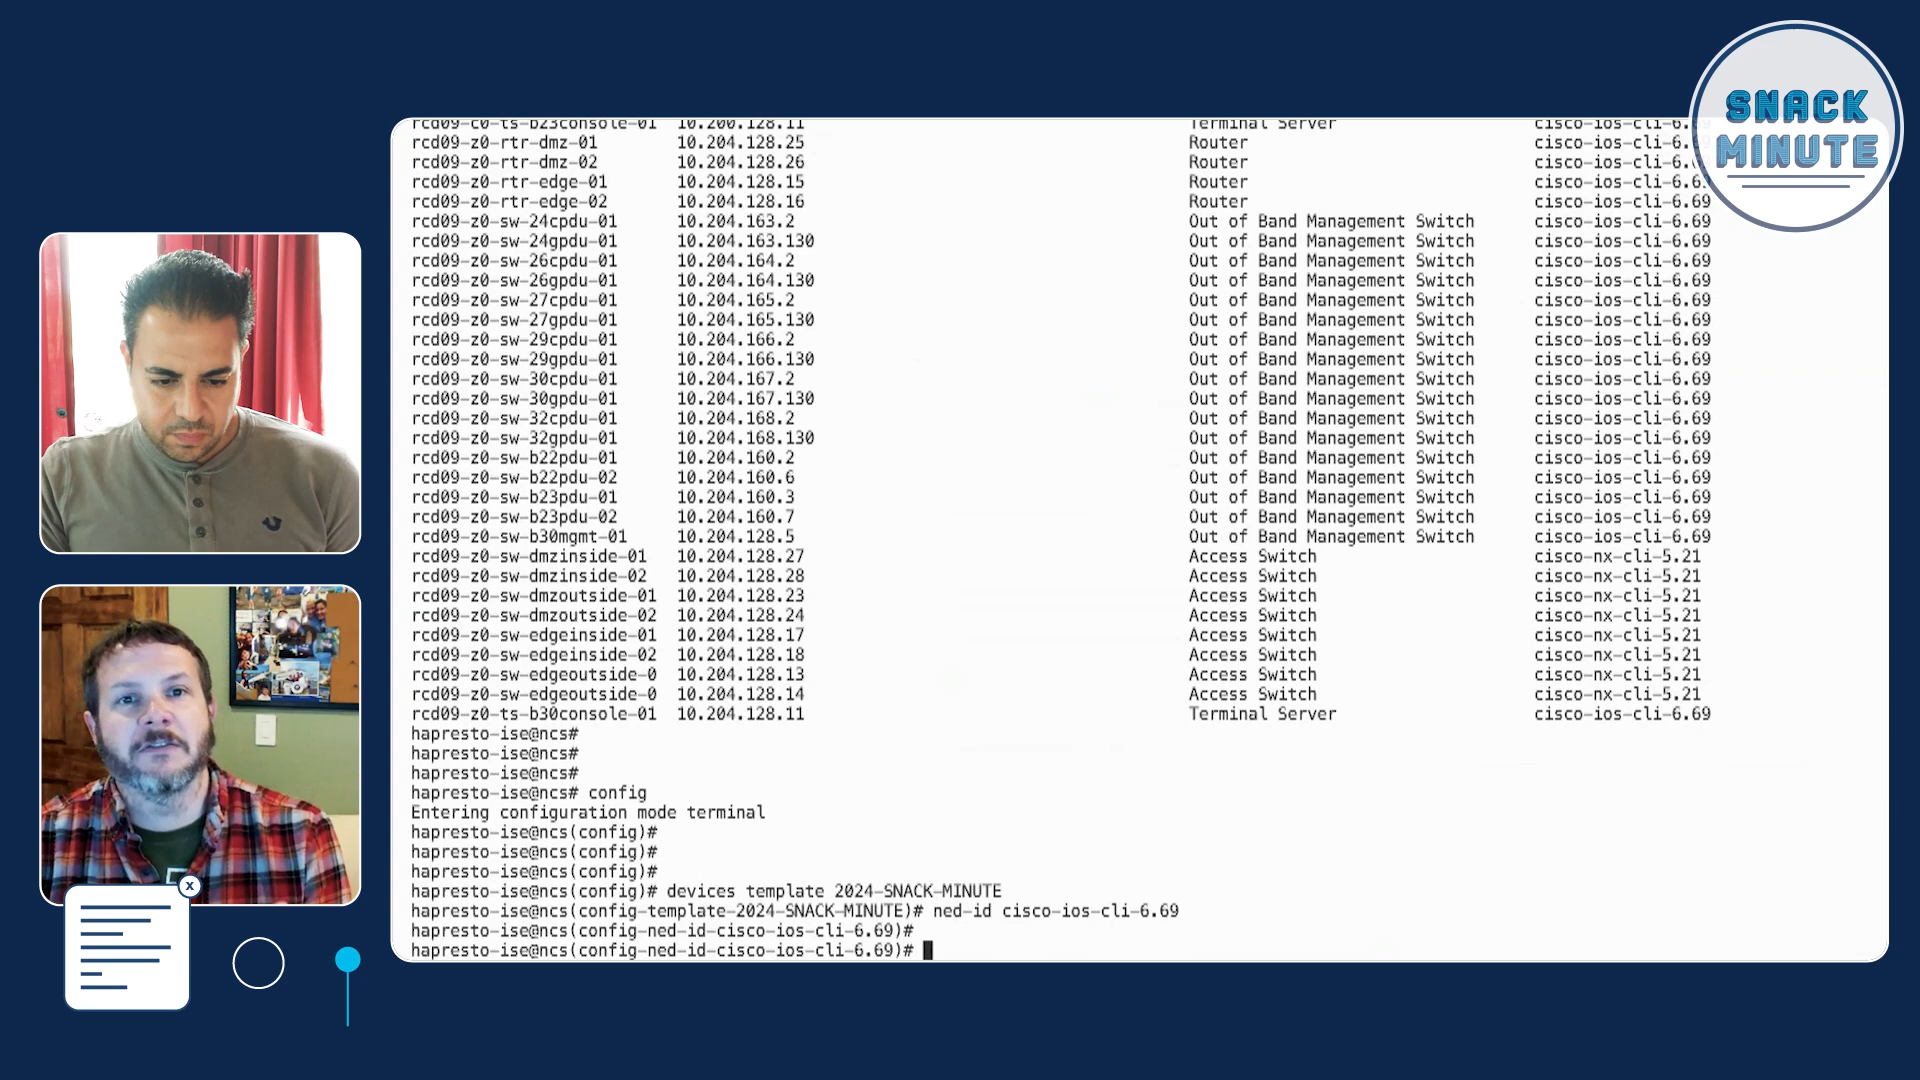 SNACK
MINUTE
rcd09-c0-ts-b23console-01 10.200.128.11 Terminal Server cisco-ios-cli-6.
rcd09-z0-rtr-dmz-01 10.204.128.25 Router cisco-ios-cli-6.
rcd09-z0-rtr-dmz-02 10.204.128.26 Router cisco-ios-cli-6.
rcd09-z0-rtr-edge-01 10.204.128.15 Router cisco-ios-cli-6.69
rcd09-z0-rtr-edge-02 10.204.128.16 Router cisco-ios-cli-6.69
rcd09-z0-sw-24cpdu-01 10.204.163.2 Out of Band Management Switch cisco-ios-cli-6.69
rcd09-z0-sw-24gpdu-01 10.204.163.130 Out of Band Management Switch cisco-ios-cli-6.69
rcd09-z0-sw-26cpdu-01 10.204.164.2 Out of Band Management Switch cisco-ios-cli-6.69
rcd09-z0-sw-26gpdu-01 10.204.164.130 Out of Band Management Switch cisco-ios-cli-6.69
rcd09-z0-sw-27cpdu-01 10.204.165.2 Out of Band Management Switch cisco-ios-cli-6.69
rcd09-z0-sw-27gpdu-01 10.204.165.130 Out of Band Management Switch cisco-ios-cli-6.69
rcd09-z0-sw-29cpdu-01 10.204.166.2 Out of Band Management Switch cisco-ios-cli-6.69
rcd09-z0-sw-29gpdu-01 10.204.166.130 Out of Band Management Switch cisco-ios-cli-6.69
rcd09-z0-sw-30cpdu-01 10.204.167.2 Out of Band Management Switch cisco-ios-cli-6.69
rcd09-z0-sw-30gpdu-01 10.204.167.130 Out of Band Management Switch cisco-ios-cli-6.69
rcd09-z0-sw-32cpdu-01 10.204.168.2 Out of Band Management Switch cisco-ios-cli-6.69
rcd09-z0-sw-32gpdu-01 10.204.168.130 Out of Band Management Switch cisco-ios-cli-6.69
rcd09-z0-sw-b22pdu-01 10.204.160.2 Out of Band Management Switch cisco-ios-cli-6.69
rcd09-z0-sw-b22pdu-02 10.204.160.6 Out of Band Management Switch cisco-ios-cli-6.69
rcd09-z0-sw-b23pdu-01 10.204.160.3 Out of Band Management Switch cisco-ios-cli-6.69
rcd09-z0-sw-b23pdu-02 10.204.160.7 Out of Band Management Switch cisco-ios-cli-6.69
rcd09-z0-sw-b30mgmt-01 10.204.128.5 Out of Band Management Switch cisco-ios-cli-6.69
rcd09-z0-sw-dmzinside-01 10.204.128.27 Access Switch cisco-nx-cli-5.21
rcd09-z0-sw-dmzinside-02 10.204.128.28 Access Switch cisco-nx-cli-5.21
rcd09-z0-sw-dmzoutside-01 10.204.128.23 Access Switch cisco-nx-cli-5.21
rcd09-z0-sw-dmzoutside-02 10.204.128.24 Access Switch cisco-nx-cli-5.21
rcd09-z0-sw-edgeinside-01 10.204.128.17 Access Switch cisco-nx-cli-5.21
rcd09-z0-sw-edgeinside-02 10.204.128.18 Access Switch cisco-nx-cli-5.21
rcd09-z0-sw-edgeoutside-0 10.204.128.13 Access Switch cisco-nx-cli-5.21
rcd09-z0-sw-edgeoutside-0 10.204.128.14 Access Switch cisco-nx-cli-5.21
rcd09-z0-ts-b30console-01 10.204.128.11 Terminal Server cisco-ios-cli-6.69
hapresto-ise@ncs#
hapresto-ise@ncs#
hapresto-ise@ncs#
hapresto-ise@ncs# config
Entering configuration mode terminal
hapresto-ise@ncs(config)#
hapresto-ise@ncs(config)#
hapresto-ise@ncs(config)#
hapresto-ise@ncs(config)# devices template 2024-SNACK-MINUTE
hapresto-ise@ncs(config-template-2024-SNACK-MINUTE)# ned-id cisco-ios-cli-6.69
hapresto-ise@ncs(config-ned-id-cisco-ios-cli-6.69)#
hapresto-ise@ncs(config-ned-id-cisco-ios-cli-6.69)#
x